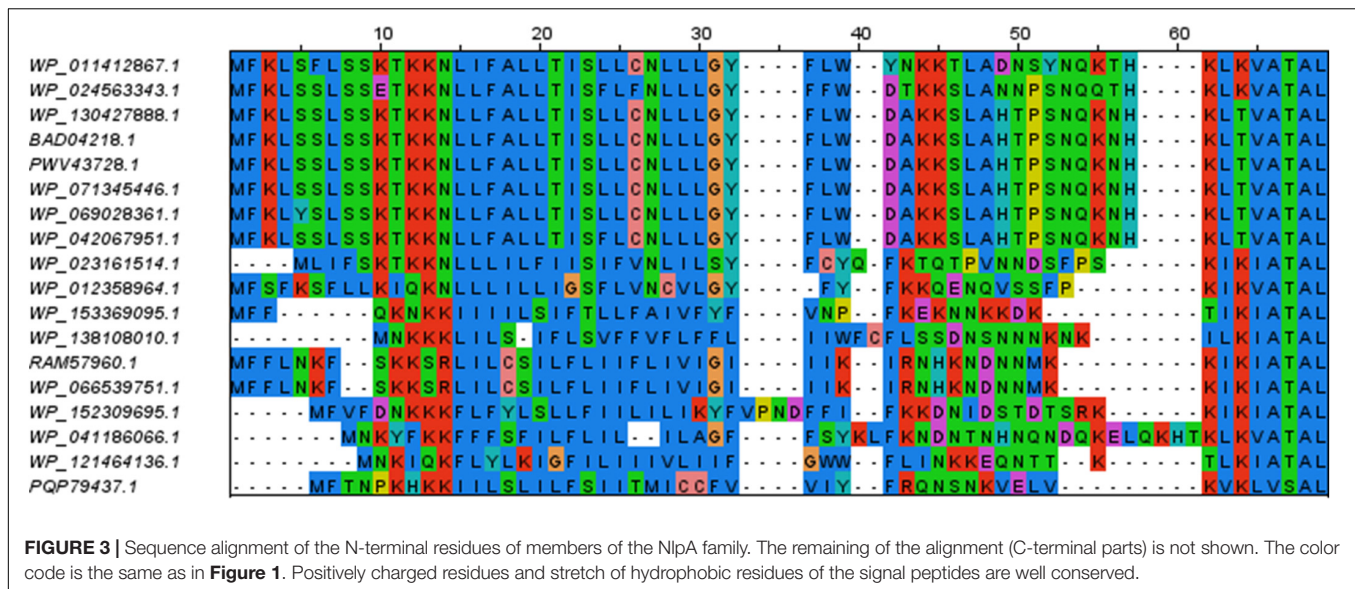 10 20 30 40 50 60
WP_011412867.1 MFKLSFLSSKTKKNLIFALLTISLLCNLLLGY----FLW--YNKKTLADNSYNQKTH----KLKVATAL
WP_024563343.1 MFKLSSLSSETKKNLLFALLTISFLFNLLLGY----FFW--DTKKSLANNPSNQQTH----KLKVATAL
WP_130427888.1 MFKLSSLSSKTKKNLLFALLTISLLCNLLLGY----FLW--DAKKSLAHTPSNQKNH----KLTVATAL
BAD04218.1 MFKLSSLSSKTKKNLLFALLTISLLCNLLLGY----FLW--DAKKSLAHTPSNQKNH----KLTVATAL
PWV43728.1 MFKLSSLSSKTKKNLLFALLTISLLCNLLLGY----FLW--DAKKSLAHTPSNQKNH----KLTVATAL
WP_071345446.1 MFKLSSLSSKTKKNLLFALLTISLLCNLLLGY----FLW--DAKKSLAHTPSNQKNH----KLTVATAL
WP_069028361.1 MFKLYSLSSKTKKNLLFALLTISLLCNLLLGY----FLW--DAKKSLAHTPSNQKNH----KLTVATAL
WP_042067951.1 MFKLSSLSSKTKKNLLFALLTISFLCNLLLGY----FLW--DAKKSLAHTPSNQKNH----KLTVATAL
WP_023161514.1 ----MLIFSKTKKNLLLILFIISIFVNLILSY----FCYQ-FKTQTPVNNDSFPS------KIKIATAL
WP_012358964.1 MFSFKSFLLKIQKNLLLILLIGSFLVNCVLGY-----FY--FKKQENQVSSFP--------KIKIATAL
WP_153369095.1 MFF------QKNKKIIIILSIFTLLFAIVFYF----VNP--FKEKNNKKDK----------TIKIATAL
WP_138108010.1 ---------MNKKKLILS-IFLSVFFVFLFFL----IIWFCFLSSDNSNNNKNK-------KIKIATAL
RAM57960.1 MFFLNKF--SKKSRLILCSILFLIIFLIVIGI----IIK--IRNHKNDNNMK---------KIKIATAL
WP_066539751.1 MFFLNKF--SKKSRLILCSILFLIIFLIVIGI----IIK--IRNHKNDNNMK---------KIKIATAL
WP_152309695.1 -----MFVFDNKKKFLFYLSLLFIILILIKYFVPNDFFI--FKKDNIDSTDTSRK------KIKIATAL
WP_041186066.1 -------MNKYFKKFFFSFILFLIL--ILAGF----FSYKLFKNDNTNHNQNDQKELQKHTKLKVATAL
WP_121464136.1 --------MNKIQKFLYLKIGFILIIIVLIIF----GWW--FLINKKEQNTT--K------TLKIATAL
PQP79437.1 -----MFTNPKHKKIILSLILFSIITMICCFV----VIY--FRQNSNKVELV---------KVKLVSAL
FIGURE 3 | Sequence alignment of the N-terminal residues of members of the NlpA family. The remaining of the alignment (C-terminal parts) is not shown. The color
code is the same as in Figure 1. Positively charged residues and stretch of hydrophobic residues of the signal peptides are well conserved.